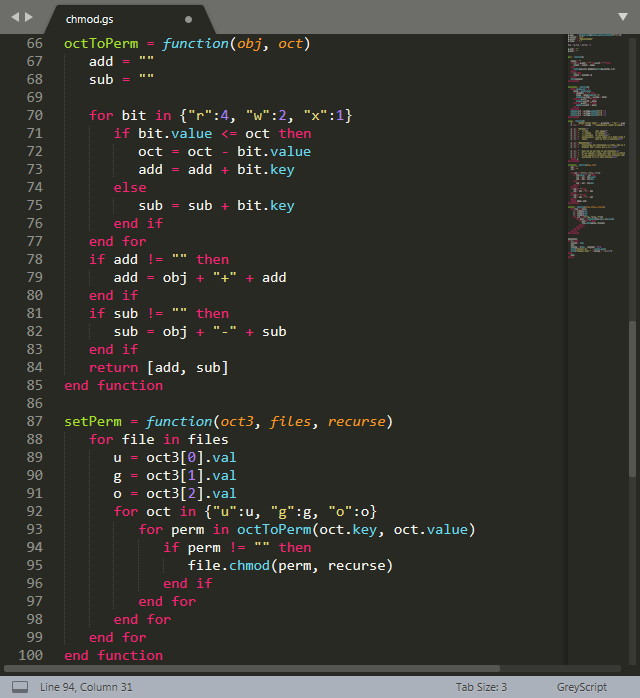 chmod.gs
66 octToPerm = function(obj, oct)
67    add = ""
68    sub = ""
69
70    for bit in {"r":4, "w":2, "x":1}
71       if bit.value <= oct then
72          oct = oct - bit.value
73          add = add + bit.key
74       else
75          sub = sub + bit.key
76       end if
77    end for
78    if add != "" then
79       add = obj + "+" + add
80    end if
81    if sub != "" then
82       sub = obj + "-" + sub
83    end if
84    return [add, sub]
85 end function
86
87 setPerm = function(oct3, files, recurse)
88    for file in files
89       u = oct3[0].val
90       g = oct3[1].val
91       o = oct3[2].val
92       for oct in {"u":u, "g":g, "o":o}
93          for perm in octToPerm(oct.key, oct.value)
94             if perm != "" then
95                file.chmod(perm, recurse)
96             end if
97          end for
98       end for
99    end for
100 end function
Line 94, Column 31 Tab Size: 3 GreyScript